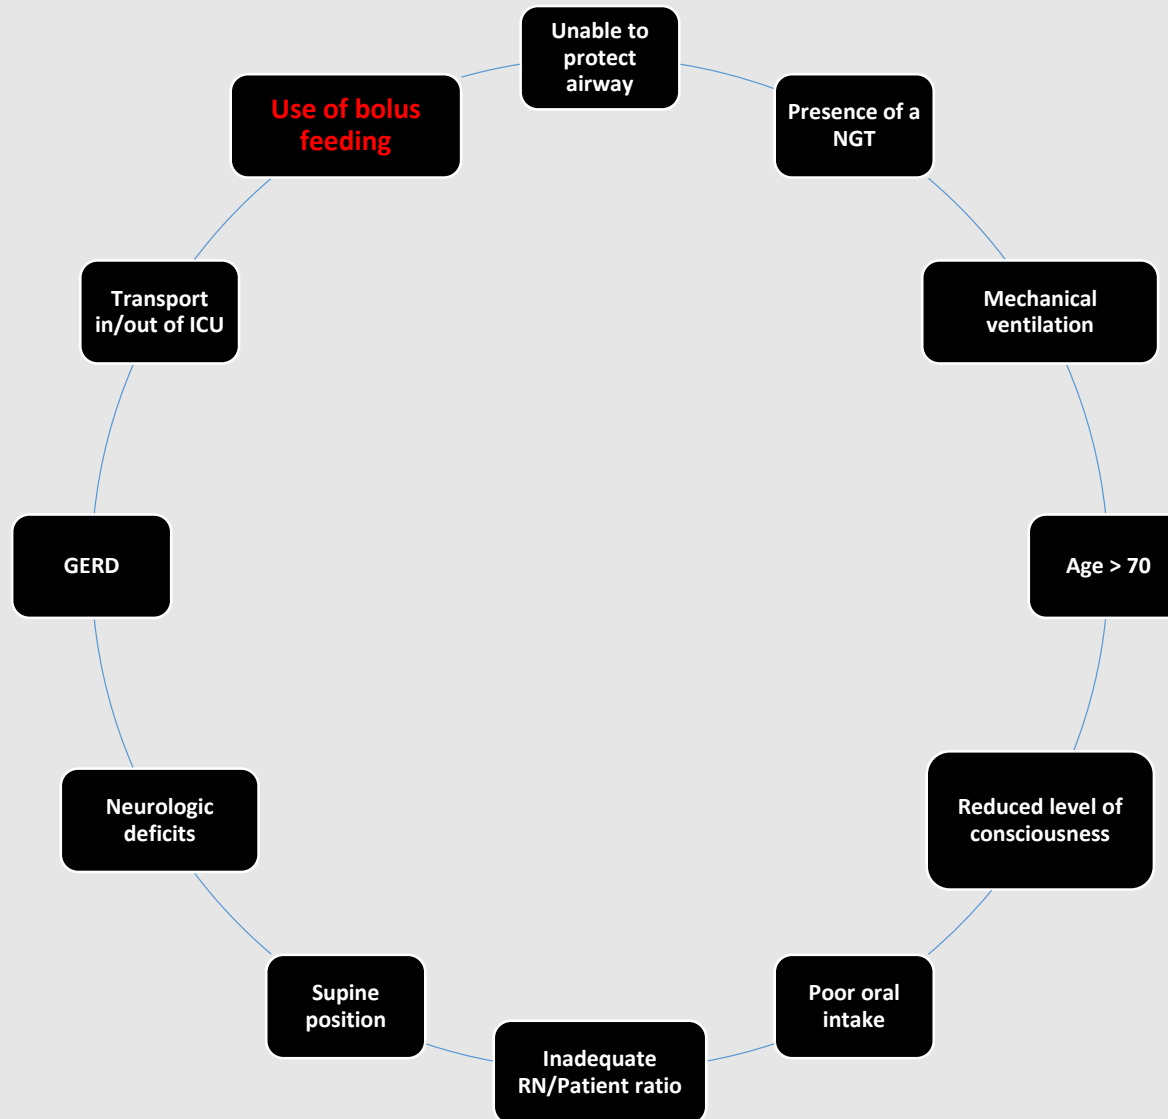 Unable to
protect
airway
Presence of a
NGT
Mechanical
ventilation
Age > 70
Reduced level of
consciousness
Poor oral
intake
Inadequate
RN/Patient ratio
Supine
position
Neurologic
deficits
GERD
Transport
in/out of ICU
Use of bolus
feeding